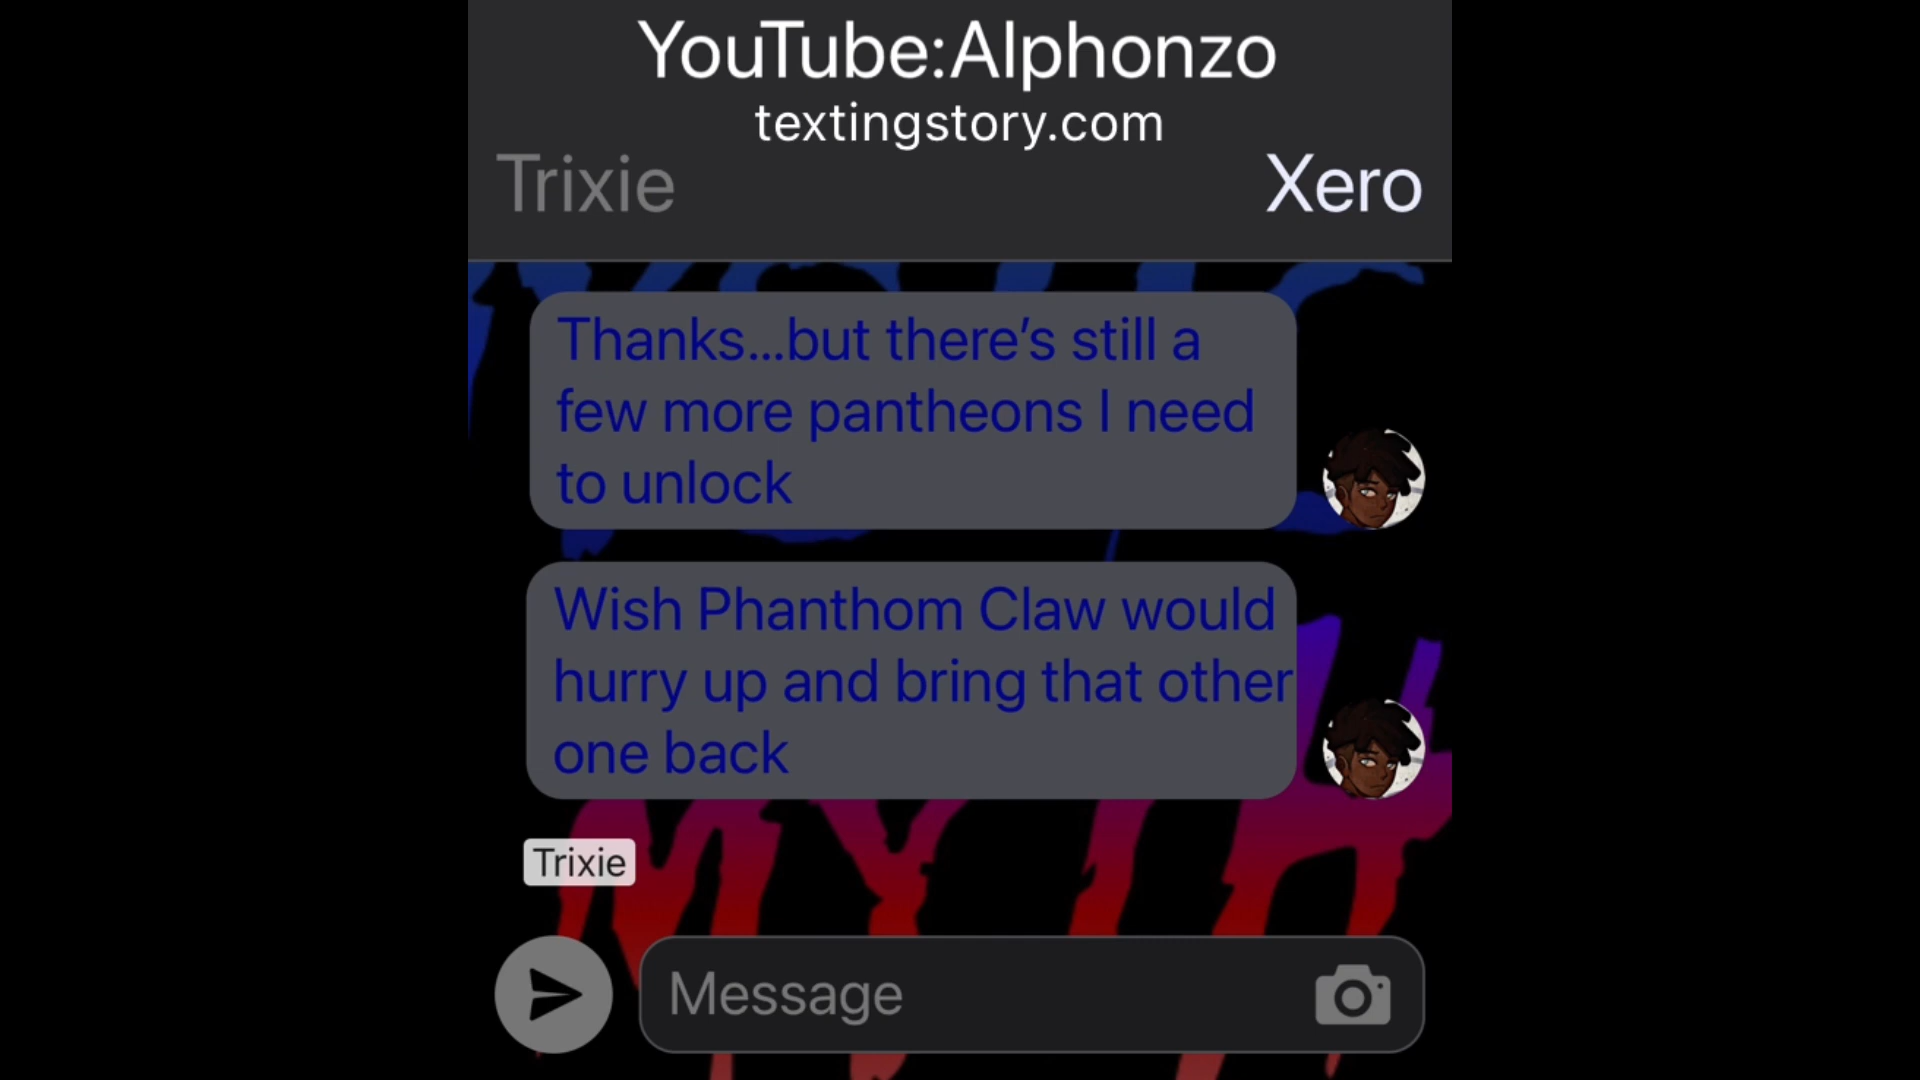 YouTube:Alphonzo
textingstory.com
Trixie
Xero
Thanks...but there’s still a
few more pantheons I need
to unlock
Wish Phanthom Claw would
hurry up and bring that other
one back
Trixie
MYTH
Message